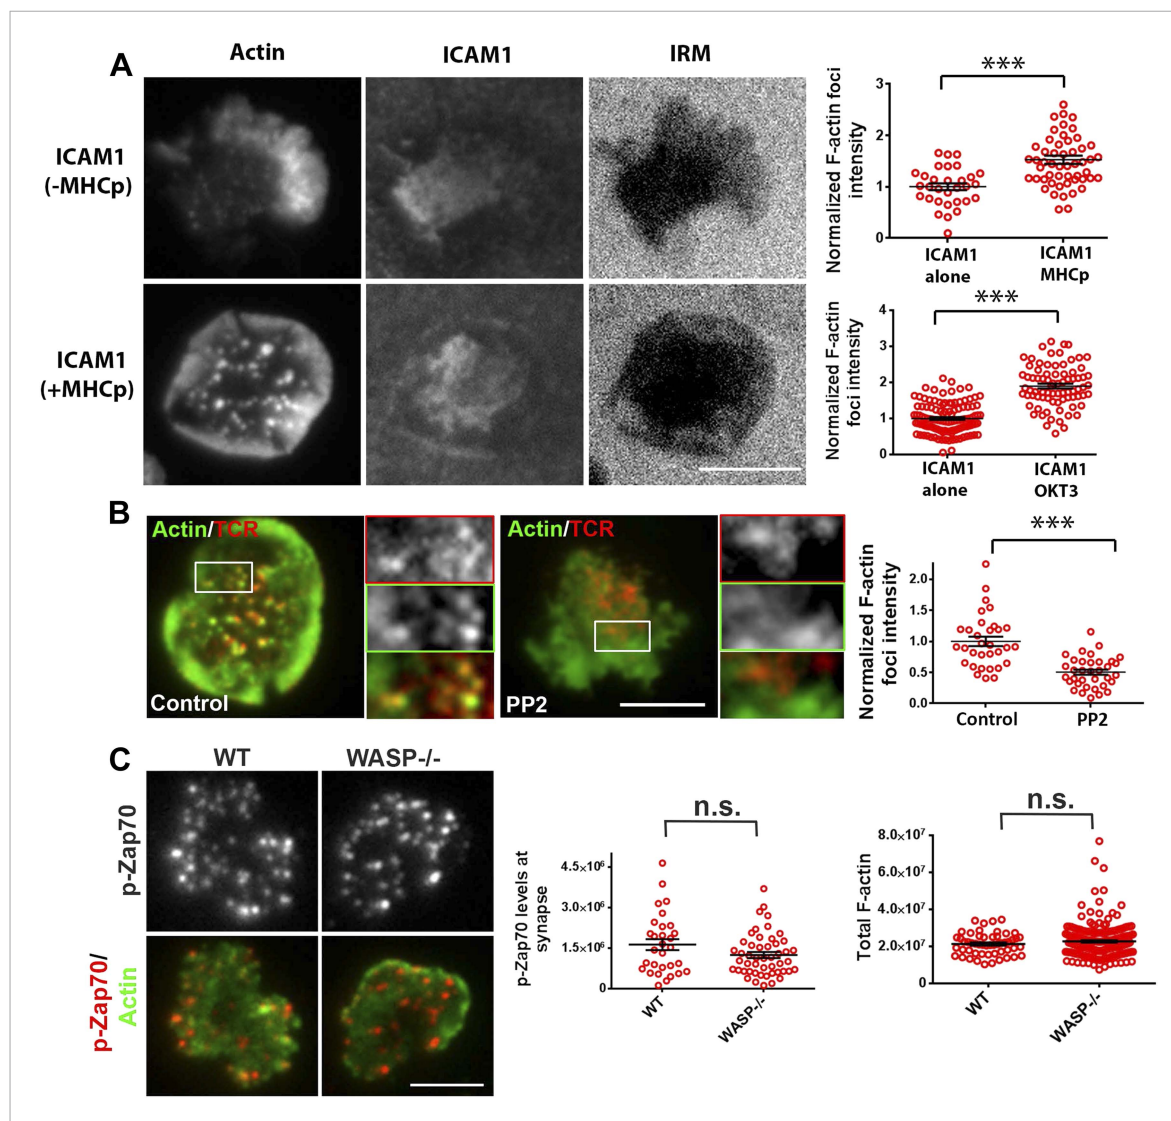 A
Actin
ICAM1
IRM
ICAM1
(-MHCp)
ICAM1
(+MHCp)
Normalized F-actin foci
intensity
3
2
1
0
***
ICAM1
alone
ICAM1
MHCp
Normalized F-actin
foci intensity
4
3
2
1
0
***
ICAM1
alone
ICAM1
OKT3
B
Actin/TCR
Control
Actin/TCR
PP2
Normalized F-actin
foci intensity
2.0
1.5
1.0
0.5
0.0
***
Control
PP2
C
WT
WASP-/-
p-Zap70
p-Zap70/
Actin
p-Zap70 levels at
synapse
4.5×10⁶
3.0×10⁶
1.5×10⁶
0
n.s.
WT
WASP-/-
Total F-actin
8.0×10⁷
6.0×10⁷
4.0×10⁷
2.0×10⁷
0
n.s.
WT
WASP-/-